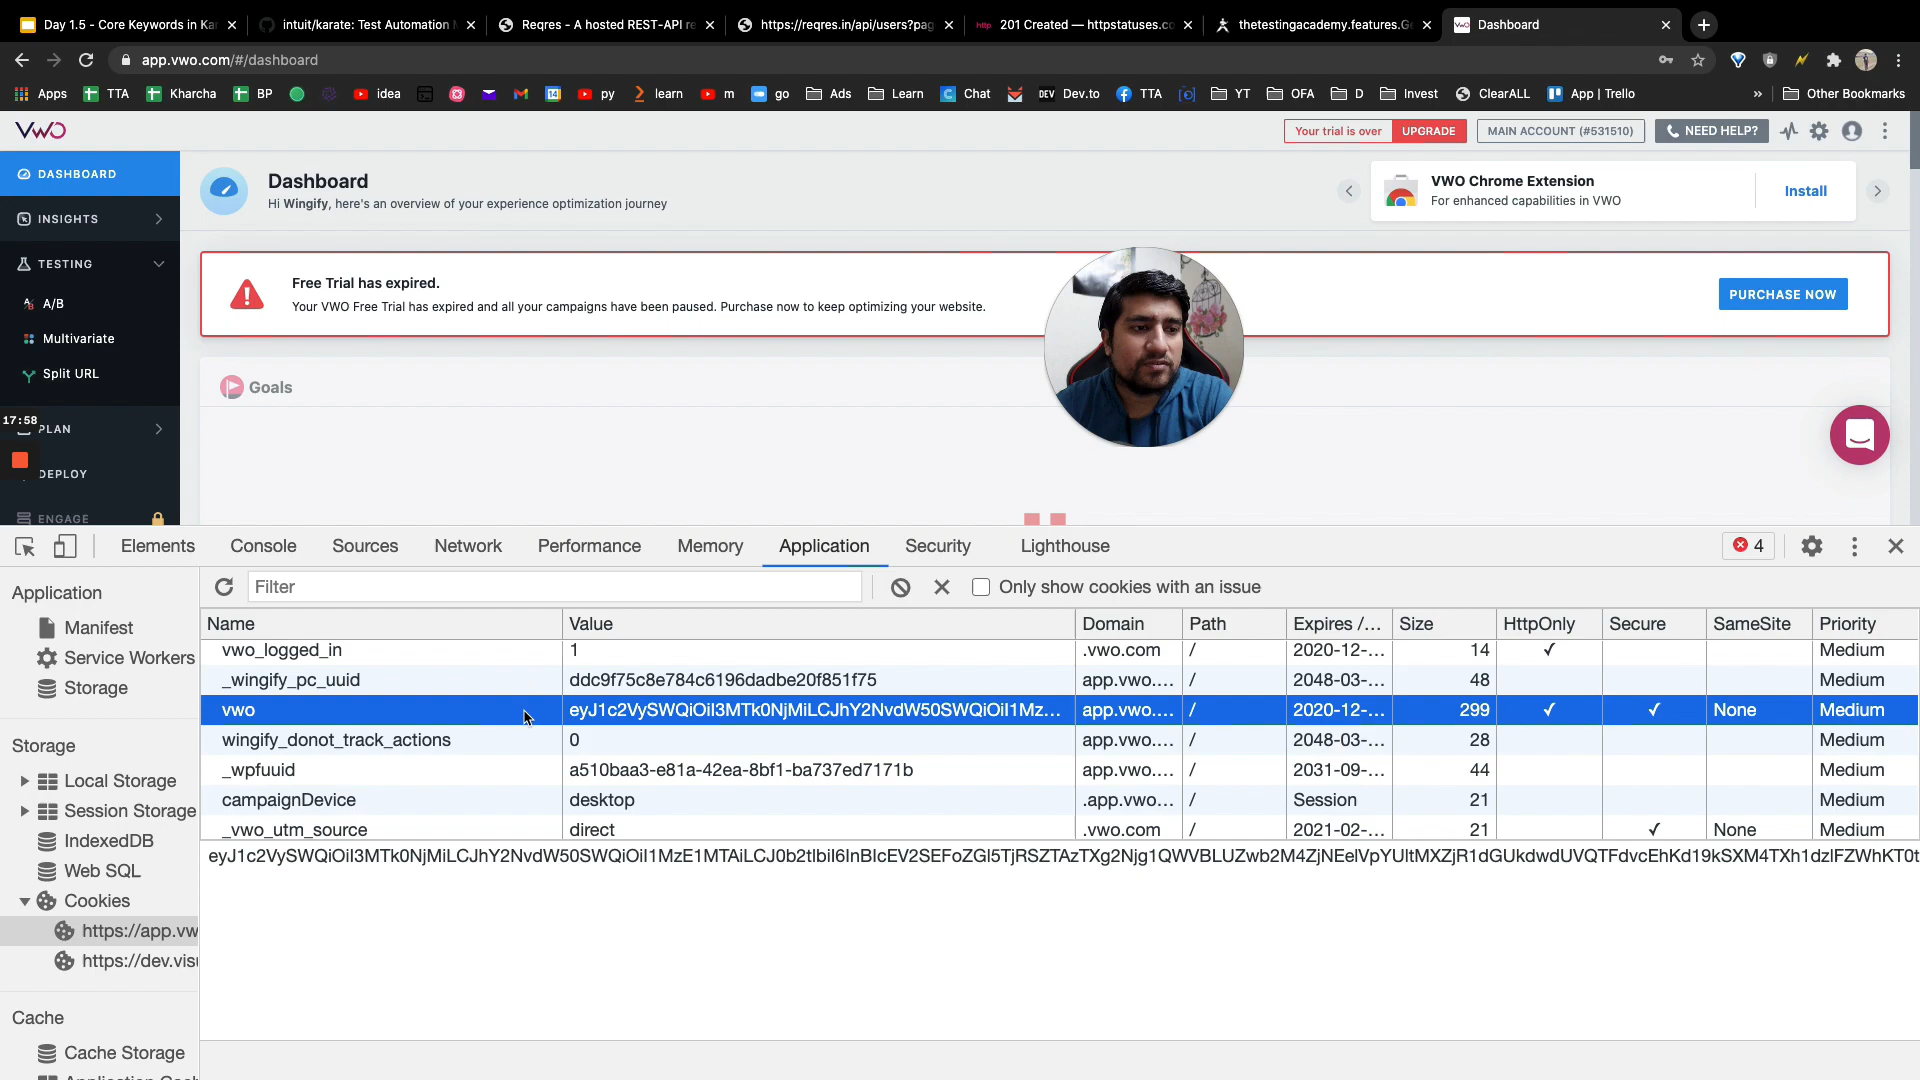 Day 1.5 - Core Keywords in Ka
intuit/karate: Test Automation
Reqres - A hosted REST-API re
https://reqres.in/api/users?pag
201 Created — httpstatuses.co
thetestingacademy.features.Ge
Dashboard
app.vwo.com/#/dashboard
Apps
TTA
Kharcha
BP
idea
py
learn
m
go
Ads
Learn
Chat
DEV
Dev.to
TTA
YT
OFA
D
Invest
ClearALL
App | Trello
»
Other Bookmarks
VWO
Your trial is over
UPGRADE
MAIN ACCOUNT (#531510)
NEED HELP?
DASHBOARD
INSIGHTS
TESTING
A/B
Multivariate
Split URL
17:58
PLAN
DEPLOY
ENGAGE
Dashboard
Hi Wingify, here's an overview of your experience optimization journey
VWO Chrome Extension
For enhanced capabilities in VWO
Install
Free Trial has expired.
Your VWO Free Trial has expired and all your campaigns have been paused. Purchase now to keep optimizing your website.
PURCHASE NOW
Goals
Elements Console Sources Network Performance Memory Application Security Lighthouse
4
Application
Manifest
Service Workers
Storage
Storage
Local Storage
Session Storage
IndexedDB
Web SQL
Cookies
https://app.vw
https://dev.visu
Cache
Cache Storage
Filter
Only show cookies with an issue
Name Value Domain Path Expires /... Size HttpOnly Secure SameSite Priority
vwo_logged_in 1 .vwo.com / 2020-12-... 14 ✓ Medium
_wingify_pc_uuid ddc9f75c8e784c6196dadbe20f851f75 app.vwo.... / 2048-03-... 48 Medium
vwo eyJ1c2VySWQiOiI3MTk0NjMiLCJhY2NvdW50SWQiOiI1Mz... app.vwo.... / 2020-12-... 299 ✓ ✓ None Medium
wingify_donot_track_actions 0 app.vwo.... / 2048-03-... 28 Medium
_wpfuuid a510baa3-e81a-42ea-8bf1-ba737ed7171b app.vwo.... / 2031-09-... 44 Medium
campaignDevice desktop .app.vwo... / Session 21 Medium
_vwo_utm_source direct .vwo.com / 2021-02-... 21 ✓ None Medium